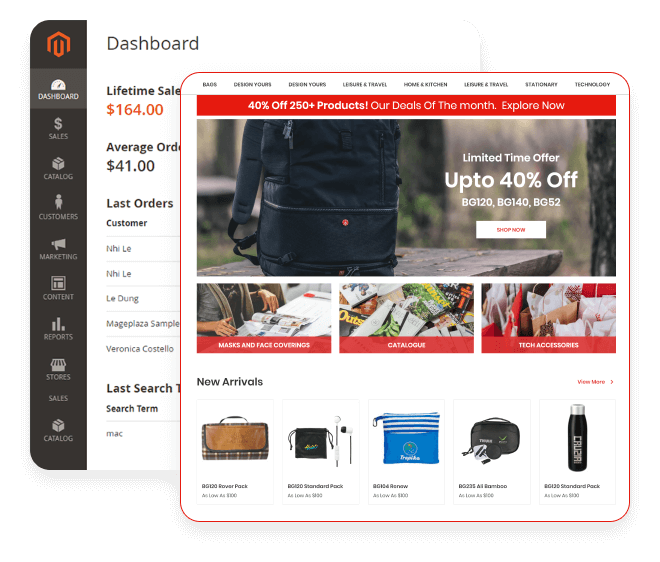 Dashboard
DASHBOARD
SALES
CATALOG
CUSTOMERS
MARKETING
CONTENT
REPORTS
STORES
SALES
CATALOG
Lifetime Sale
$164.00
Average Orde
$41.00
Last Orders
Customer
Nhi Le
Nhi Le
Le Dung
Mageplaza Sample
Veronica Costello
Last Search T
Search Term
mac
BAGS DESIGN YOURS DESIGN YOURS LEISURE & TRAVEL HOME & KITCHEN LEISURE & TRAVEL STATIONARY TECHNOLOGY
40% Off 250+ Products! Our Deals Of The month. Explore Now
Limited Time Offer
Upto 40% Off
BG120, BG140, BG52
SHOP NOW
MASKS AND FACE COVERINGS
CATALOGUE
TECH ACCESSORIES
New Arrivals
View More >
BG120 Rover Pack
As Low As $100
BG120 Standard Pack
As Low As $100
Tropika
BG104 Renew
As Low As $100
BG235 All Bamboo
As Low As $100
BG120 Standard Pack
As Low As $100